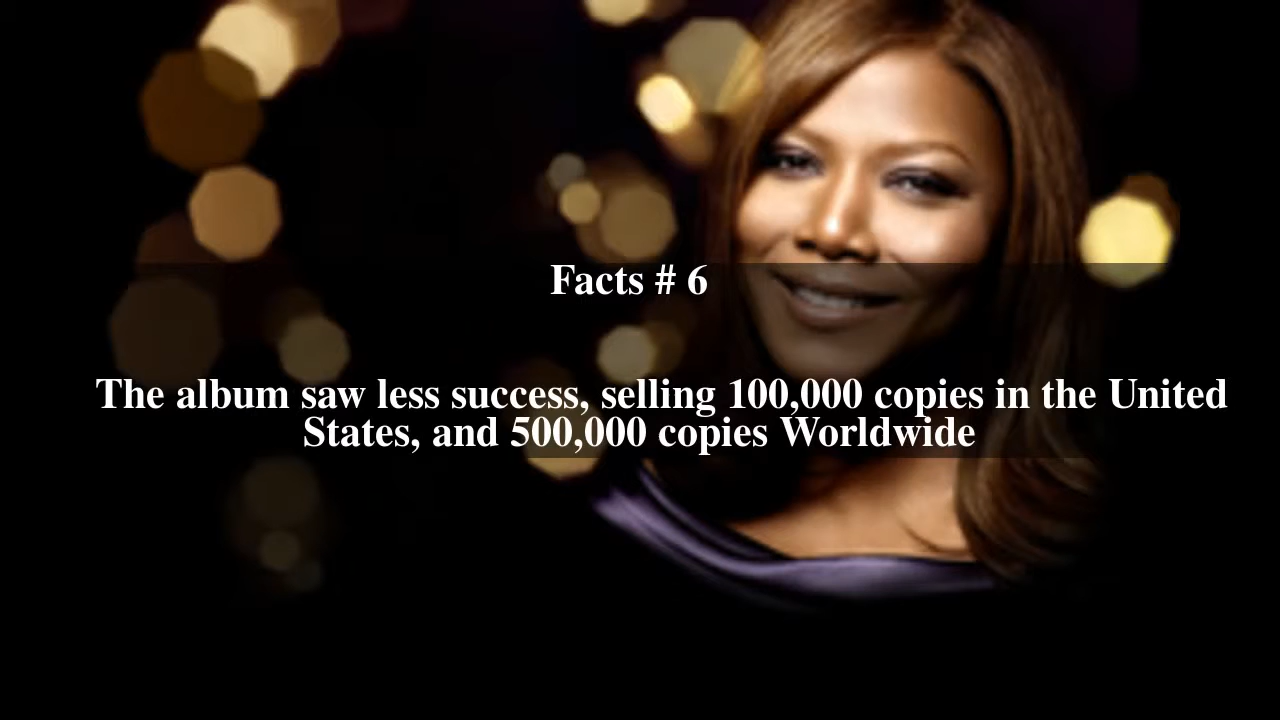 Facts # 6
The album saw less success, selling 100,000 copies in the United
States, and 500,000 copies Worldwide